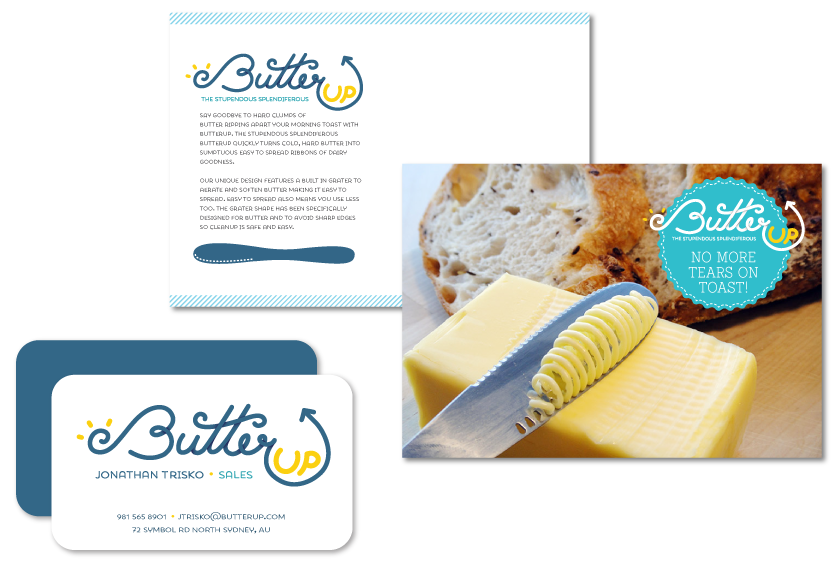 Butter UP
THE STUPENDOUS SPLENDIFEROUS
SAY GOODBYE TO HARD CLUMPS OF
BUTTER RIPPING APART YOUR MORNING TOAST WITH
BUTTERUP. THE STUPENDOUS SPLENDIFEROUS
BUTTERUP QUICKLY TURNS COLD, HARD BUTTER INTO
SUMPTUOUS EASY TO SPREAD RIBBONS OF DAIRY
GOODNESS.
OUR UNIQUE DESIGN FEATURES A BUILT IN GRATER TO
AERATE AND SOFTEN BUTTER MAKING IT EASY TO
SPREAD. EASY TO SPREAD ALSO MEANS YOU USE LESS
TOO. THE GRATER SHAPE HAS BEEN SPECIFICALLY
DESIGNED FOR BUTTER AND TO AVOID SHARP EDGES
SO CLEANUP IS SAFE AND EASY.
Butter UP
THE STUPENDOUS SPLENDIFEROUS
NO MORE
TEARS ON
TOAST!
Butter UP
JONATHAN TRISKO • SALES
981 565 8901 • JTRISKO@BUTTERUP.COM
72 SYMBOL RD NORTH SYDNEY, AU